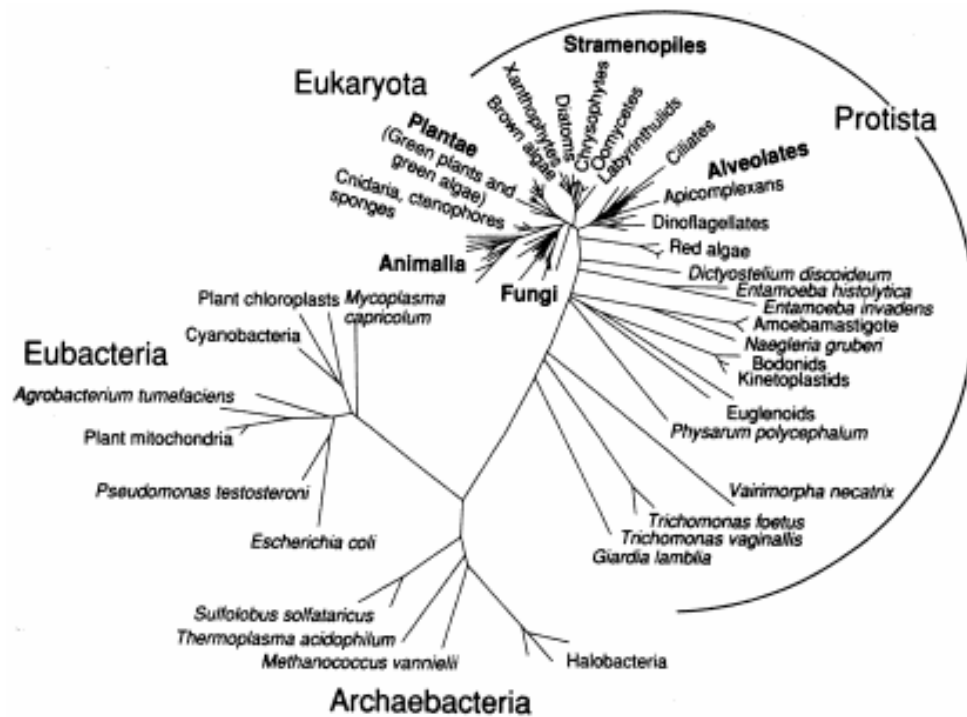 Stramenopiles
Eukaryota
Protista
Xanthophytes
Brown algae
Diatoms
Chrysophytes
Oomycetes
Labyrinthulids
Ciliates
Plantae
(Green plants and
green algae)
Alveolates
Apicomplexans
Cnidaria, ctenophores
sponges
Dinoflagellates
Red algae
Animalia
Fungi
Dictyostelium discoideum
Entamoeba histolytica
Entamoeba invadens
Amoebamastigote
Naegleria gruberi
Bodonids
Kinetoplastids
Euglenoids
Physarum polycephalum
Vairimorpha necatrix
Trichomonas foetus
Trichomonas vaginallis
Giardia lamblia
Plant chloroplasts
Mycoplasma
capricolum
Cyanobacteria
Eubacteria
Agrobacterium tumefaciens
Plant mitochondria
Pseudomonas testosteroni
Escherichia coli
Sulfolobus solfataricus
Thermoplasma acidophilum
Methanococcus vannielii
Halobacteria
Archaebacteria